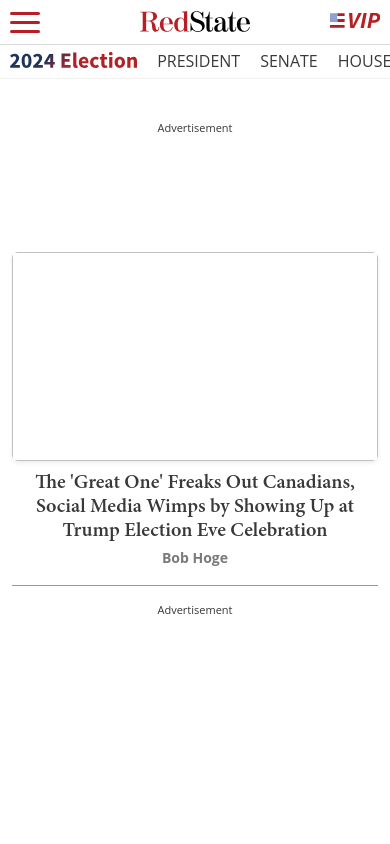 RedState
VIP
2024 Election PRESIDENT SENATE HOUSE
Advertisement
The 'Great One' Freaks Out Canadians,
Social Media Wimps by Showing Up at
Trump Election Eve Celebration
Bob Hoge
Advertisement